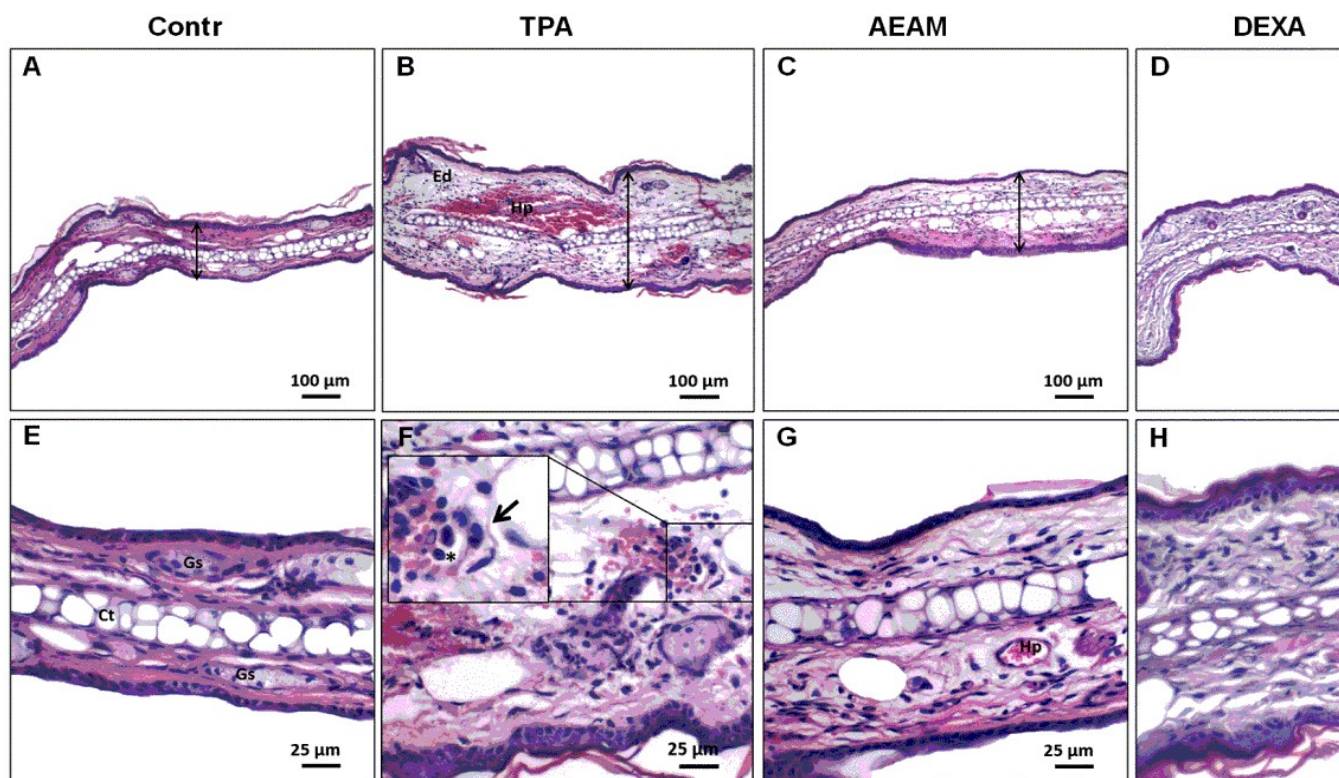 Contr TPA AEAM DEXA
A B C D
Ed
Hp
100 µm 100 µm 100 µm
E F G H
Gs
*
Ct
Hp
Gs
25 µm 25 µm 25 µm